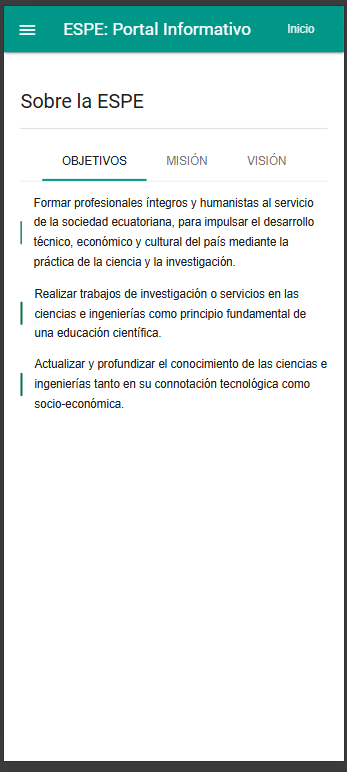 ESPE: Portal Informativo
Inicio
Sobre la ESPE
OBJETIVOS
MISIÓN
VISIÓN
Formar profesionales íntegros y humanistas al servicio
de la sociedad ecuatoriana, para impulsar el desarrollo
técnico, económico y cultural del país mediante la
práctica de la ciencia y la investigación.
Realizar trabajos de investigación o servicios en las
ciencias e ingenierías como principio fundamental de
una educación científica.
Actualizar y profundizar el conocimiento de las ciencias e
ingenierías tanto en su connotación tecnológica como
socio-económica.